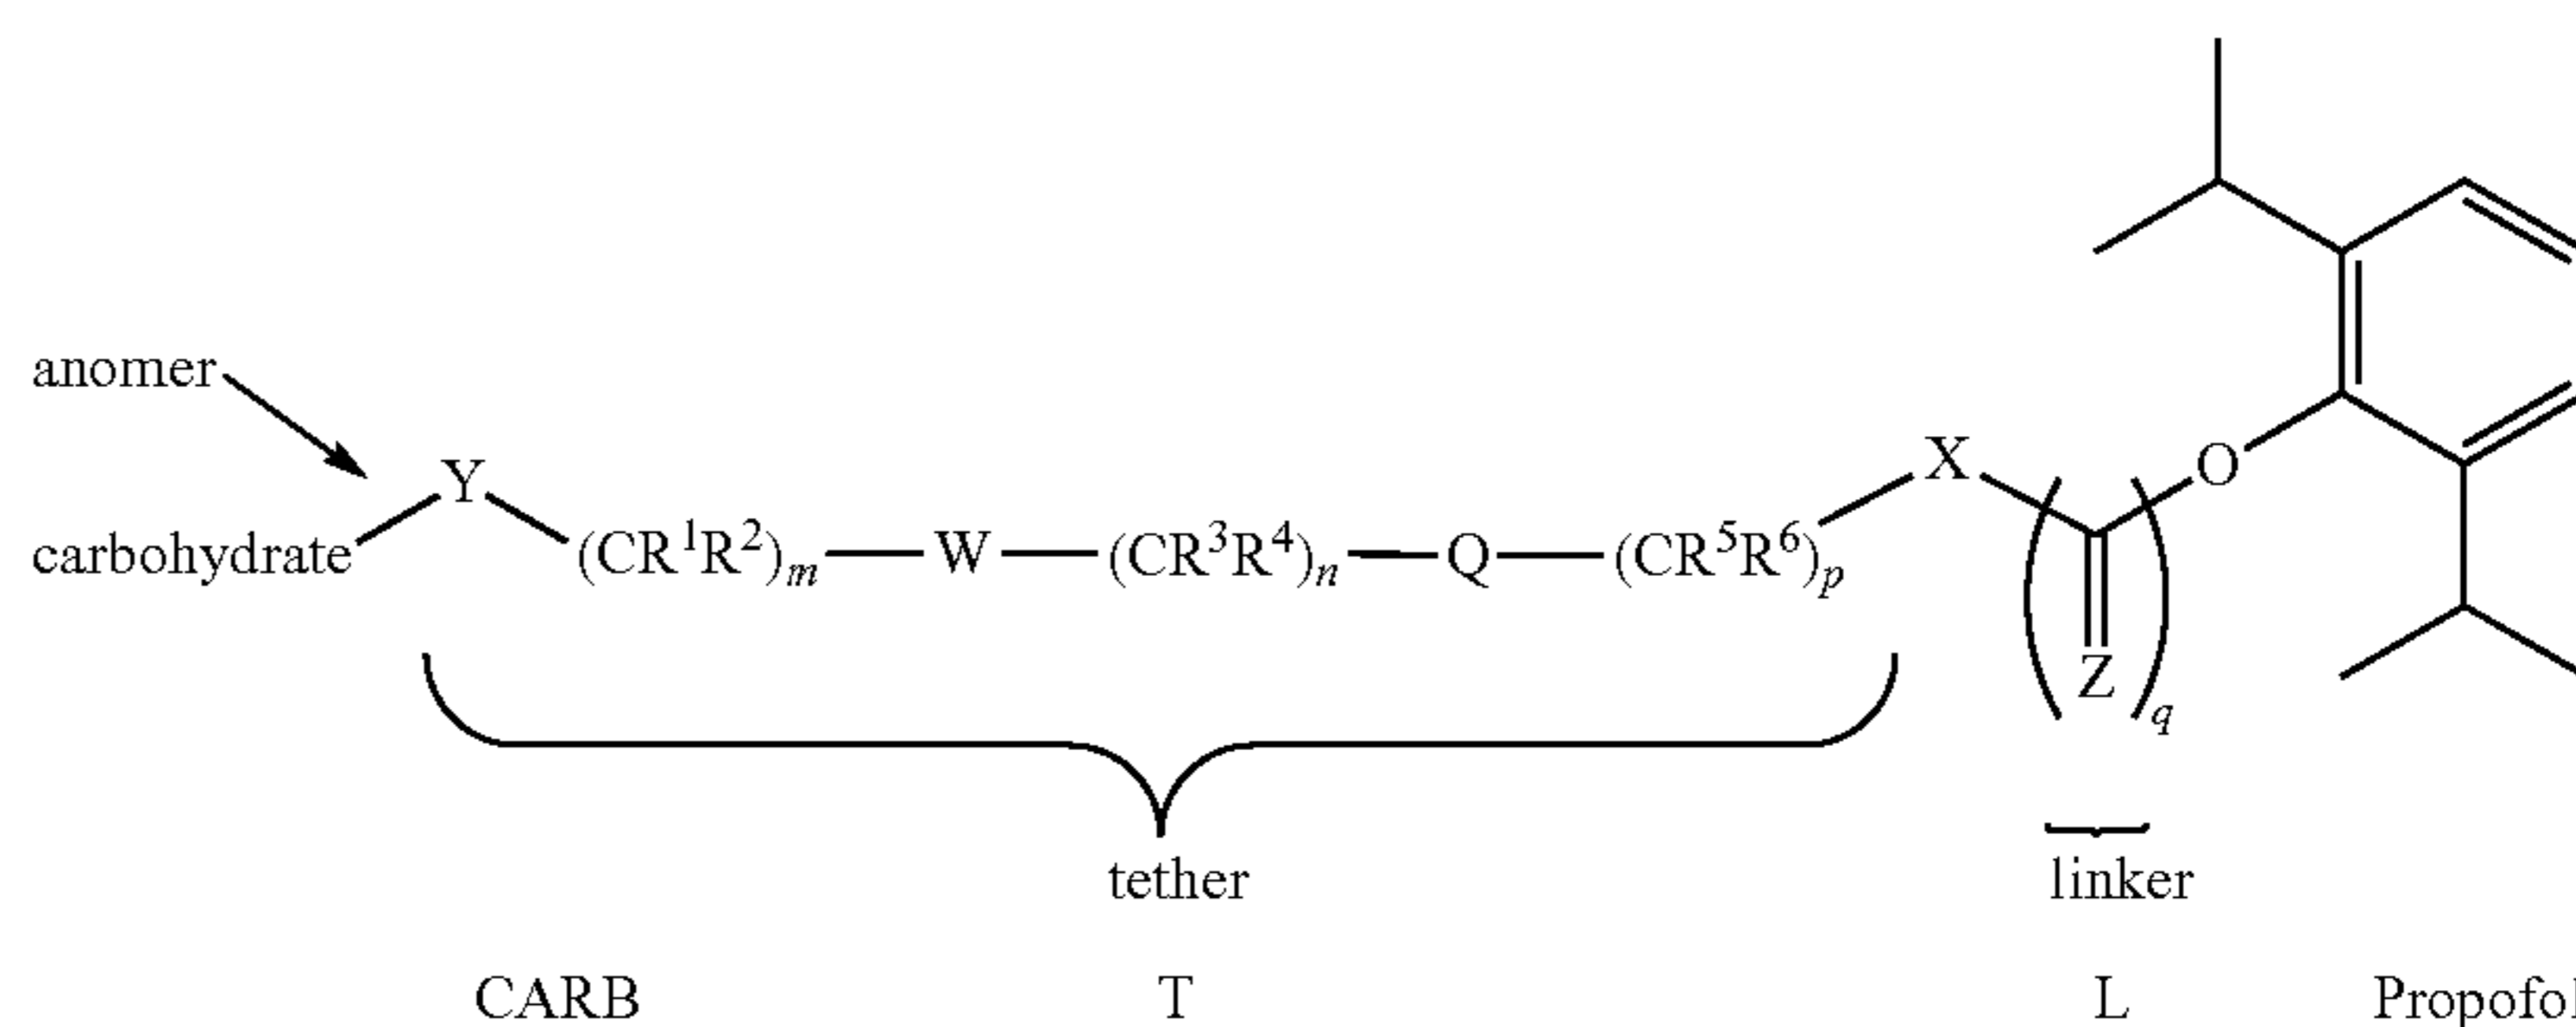 anomer
X
O
Y
carbohydrate (CR¹R²)ₘ W (CR³R⁴)ₙ Q (CR⁵R⁶)ₚ
Z
q
tether linker
CARB T L Propofol